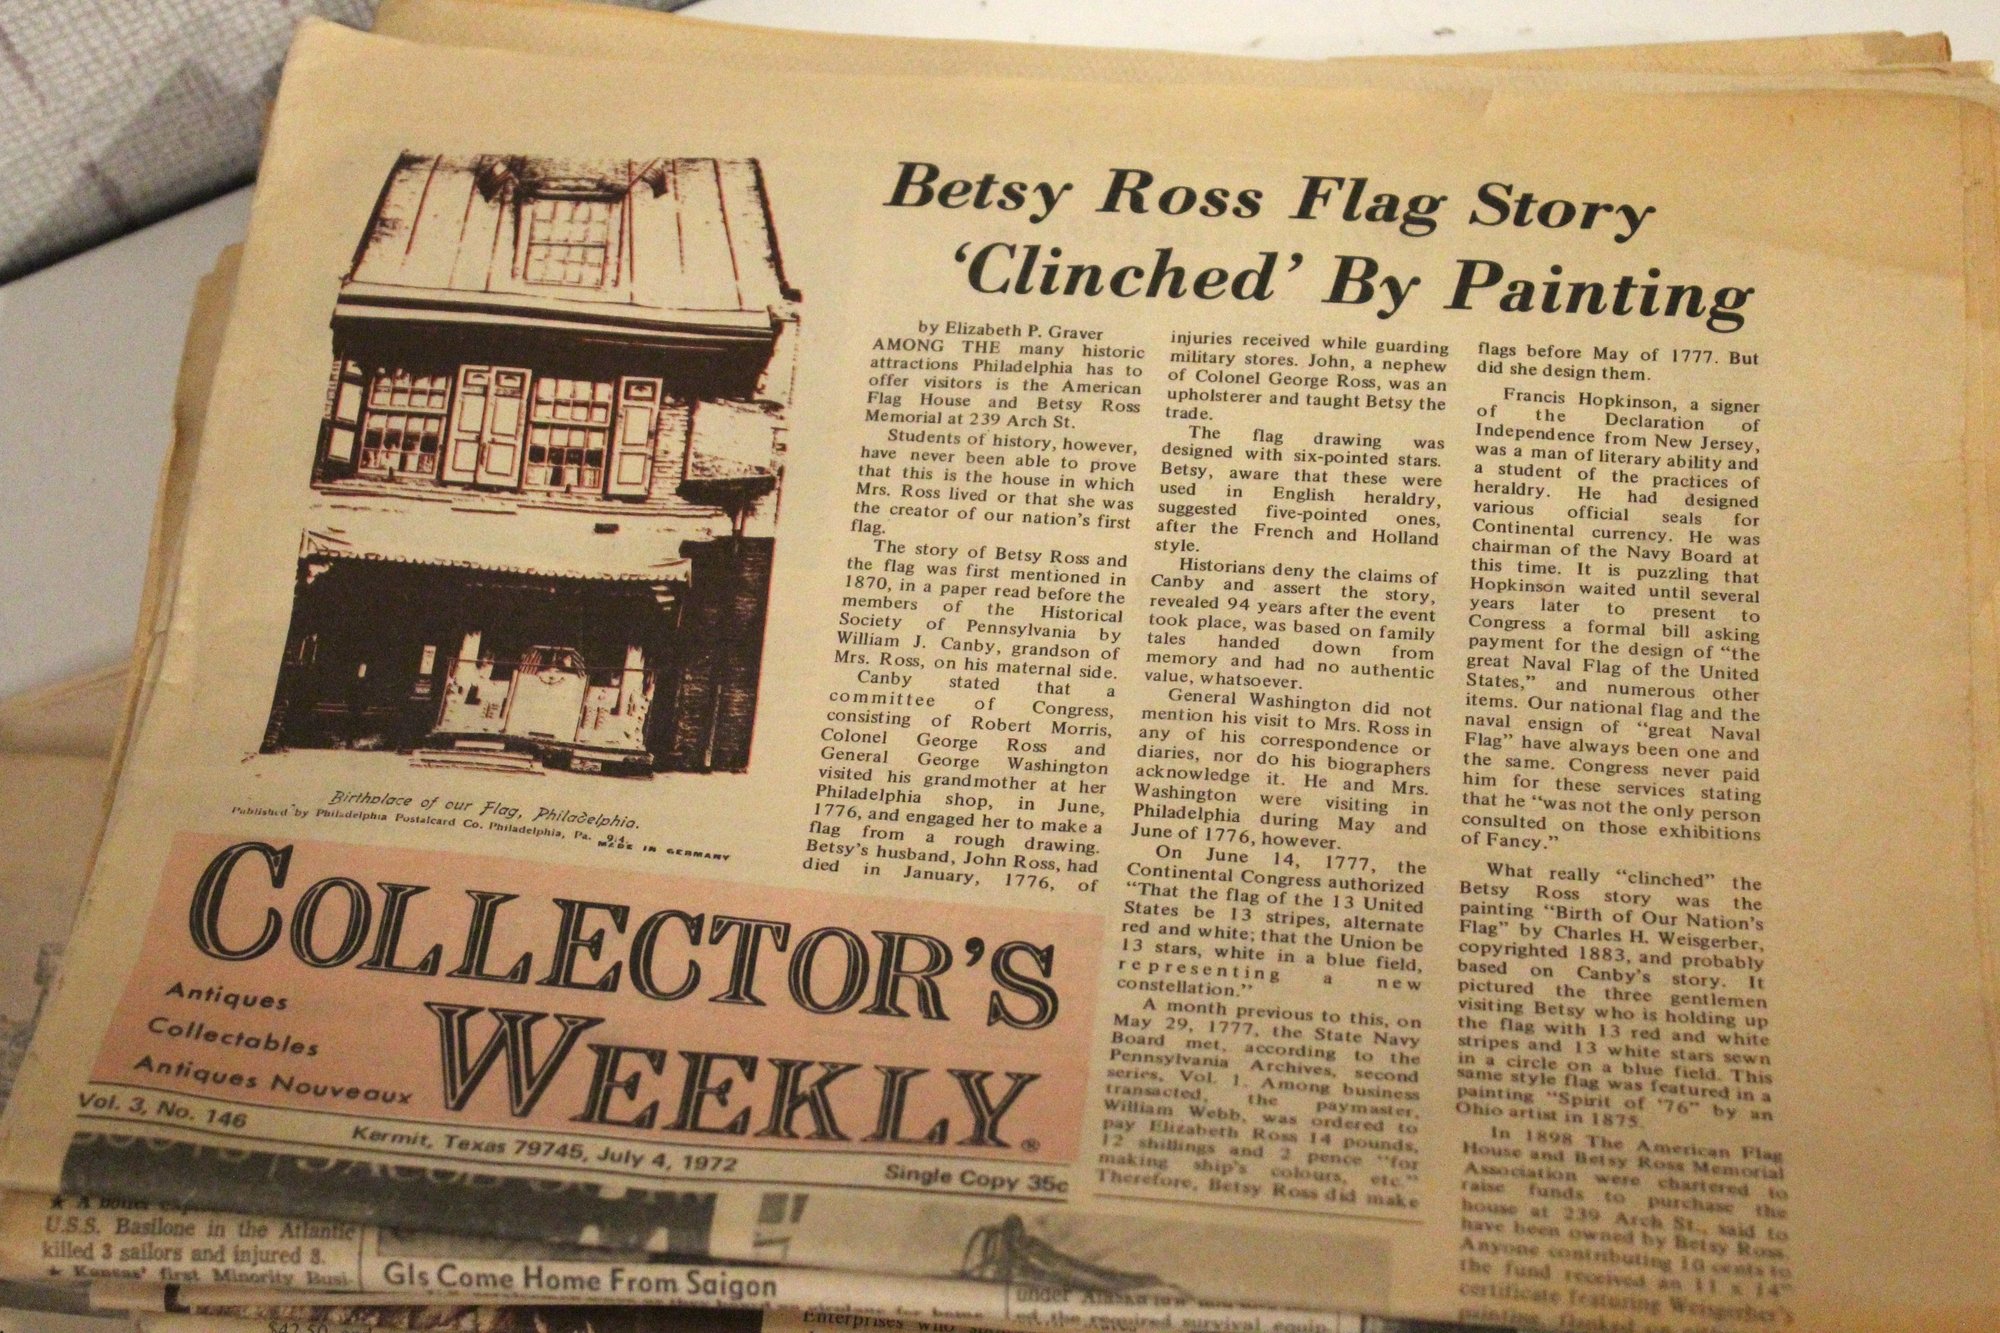 Betsy Ross Flag Story
'Clinched' By Painting
by Elizabeth P. Graver
AMONG THE many historic
attractions Philadelphia has to
offer visitors is the American
Flag House and Betsy Ross
Memorial at 239 Arch St.
Students of history, however,
have never been able to prove
that this is the house in which
Mrs. Ross lived or that she was
the creator of our nation's first
flag.
The story of Betsy Ross and
the flag was first mentioned in
1870, in a paper read before the
members of the Historical
Society of Pennsylvania by
William J. Canby, grandson of
Mrs. Ross, on his maternal side.
Canby stated that a
committee of Congress,
consisting of Robert Morris,
Colonel George Ross and
General George Washington
visited his grandmother at her
Philadelphia shop, in June,
1776, and engaged her to make a
flag from a rough drawing.
Betsy's husband, John Ross, had
died in January, 1776, of
injuries received while guarding
military stores. John, a nephew
of Colonel George Ross, was an
upholsterer and taught Betsy the
trade.
The flag drawing was
designed with six-pointed stars.
Betsy, aware that these were
used in English heraldry,
suggested five-pointed ones,
after the French and Holland
style.
Historians deny the claims of
Canby and assert the story,
revealed 94 years after the event
took place, was based on family
tales handed down from
memory and had no authentic
value, whatsoever.
General Washington did not
mention his visit to Mrs. Ross in
any of his correspondence or
diaries, nor do his biographers
acknowledge it. He and Mrs.
Washington were visiting in
Philadelphia during May and
June of 1776, however.
On June 14, 1777, the
Continental Congress authorized
"That the flag of the 13 United
States be 13 stripes, alternate
red and white; that the Union be
13 stars, white in a blue field,
representing a new
constellation."
A month previous to this, on
May 29, 1777, the State Navy
Board met, according to the
Pennsylvania Archives, second
series, Vol. 1. Among business
transacted, the paymaster,
William Webb, was ordered to
pay Elizabeth Ross 14 pounds,
12 shillings and 2 pence "for
making ship's colours, etc."
Therefore, Betsy Ross did make
flags before May of 1777. But
did she design them.
Francis Hopkinson, a signer
of the Declaration of
Independence from New Jersey,
was a man of literary ability and
a student of the practices of
heraldry. He had designed
various official seals for
Continental currency. He was
chairman of the Navy Board at
this time. It is puzzling that
Hopkinson waited until several
years later to present to
Congress a formal bill asking
payment for the design of "the
great Naval Flag of the United
States," and numerous other
items. Our national flag and the
naval ensign of "great Naval
Flag" have always been one and
the same. Congress never paid
him for these services stating
that he "was not the only person
consulted on those exhibitions
of Fancy."
What really "clinched" the
Betsy Ross story was the
painting "Birth of Our Nation's
Flag" by Charles H. Weisgerber,
copyrighted 1883, and probably
based on Canby's story. It
pictured the three gentlemen
visiting Betsy who is holding up
the flag with 13 red and white
stripes and 13 white stars sewn
in a circle on a blue field. This
same style flag was featured in a
painting "Spirit of '76" by an
Ohio artist in 1875.
In 1898 The American Flag
House and Betsy Ross Memorial
Association were chartered to
raise funds to purchase the
house at 239 Arch St., said to
have been owned by Betsy Ross.
Anyone contributing 10 cents to
the fund received an 11 x 14"
certificate featuring Weisgerber's
painting,
Birthplace of our Flag, Philadelphia.
Published by Philadelphia Postalcard Co. Philadelphia, Pa. 94.
MADE IN GERMANY
COLLECTOR'S
WEEKLY®
Antiques
Collectables
Antiques Nouveaux
Vol. 3, No. 146
Kermit, Texas 79745, July 4, 1972
Single Copy 35c
★ A boiler
U.S.S. Basilone in the Atlantic
killed 3 sailors and injured 3.
★ Kansas' first Minority Busi-
GIs Come Home From Saigon
$42.50
Enterprises who
under Alaska
ed the required survival equip